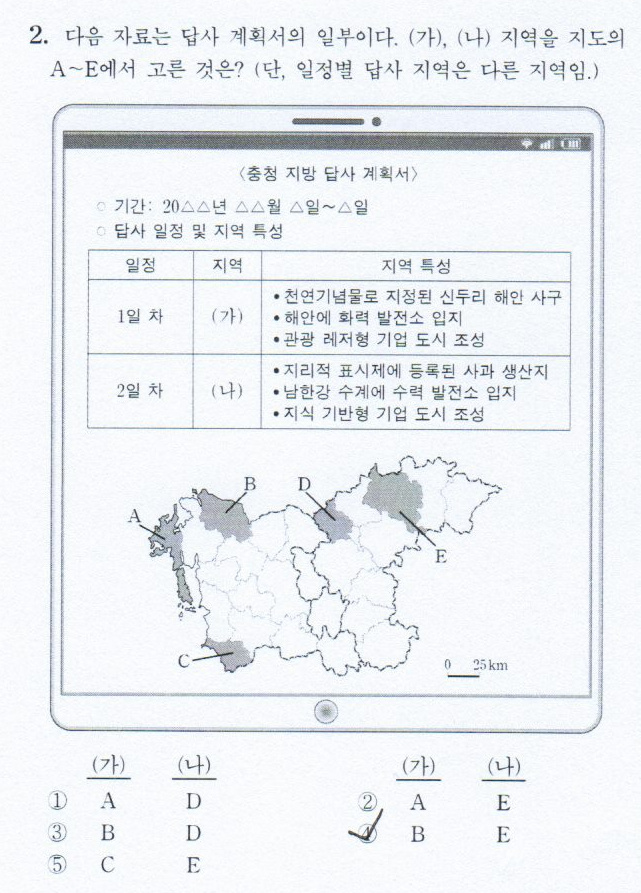 2. 다음 자료는 답사 계획서의 일부이다. (가), (나) 지역을 지도의
A~E에서 고른 것은? (단, 일정별 답사 지역은 다른 지역임.)
〈충청 지방 답사 계획서〉
○ 기간: 20△△년 △△월 △일~△일
○ 답사 일정 및 지역 특성
일정 지역 지역 특성
1일 차 (가)
• 천연기념물로 지정된 신두리 해안 사구
• 해안에 화력 발전소 입지
• 관광 레저형 기업 도시 조성
2일 차 (나)
• 지리적 표시제에 등록된 사과 생산지
• 남한강 수계에 수력 발전소 입지
• 지식 기반형 기업 도시 조성
B D
A
E
C
0 25km
(가) (나) (가) (나)
① A D ② A E
③ B D ④ B E
⑤ C E